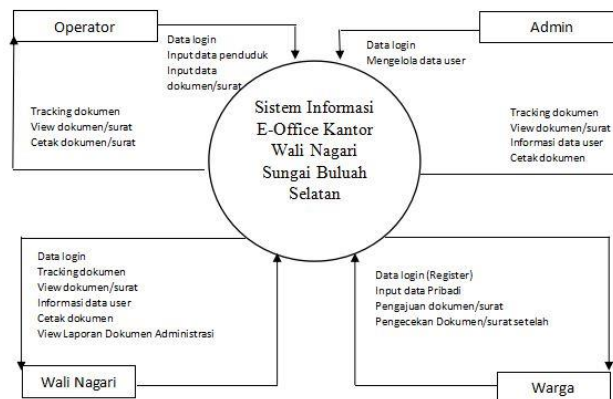 Operator
Admin
Data login
Input data penduduk
Input data
dokumen/surat
Data login
Mengelola data user
Sistem Informasi
E-Office Kantor
Wali Nagari
Sungai Buluah
Selatan
Tracking dokumen
View dokumen/surat
Cetak dokumen/surat
Tracking dokumen
View dokumen/surat
Informasi data user
Cetak dokumen
Data login
Tracking dokumen
View dokumen/surat
Informasi data user
Cetak dokumen
View Laporan Dokumen Administrasi
Data login (Register)
Input data Pribadi
Pengajuan dokumen/surat
Pengecekan Dokumen/surat setelah
Wali Nagari
Warga